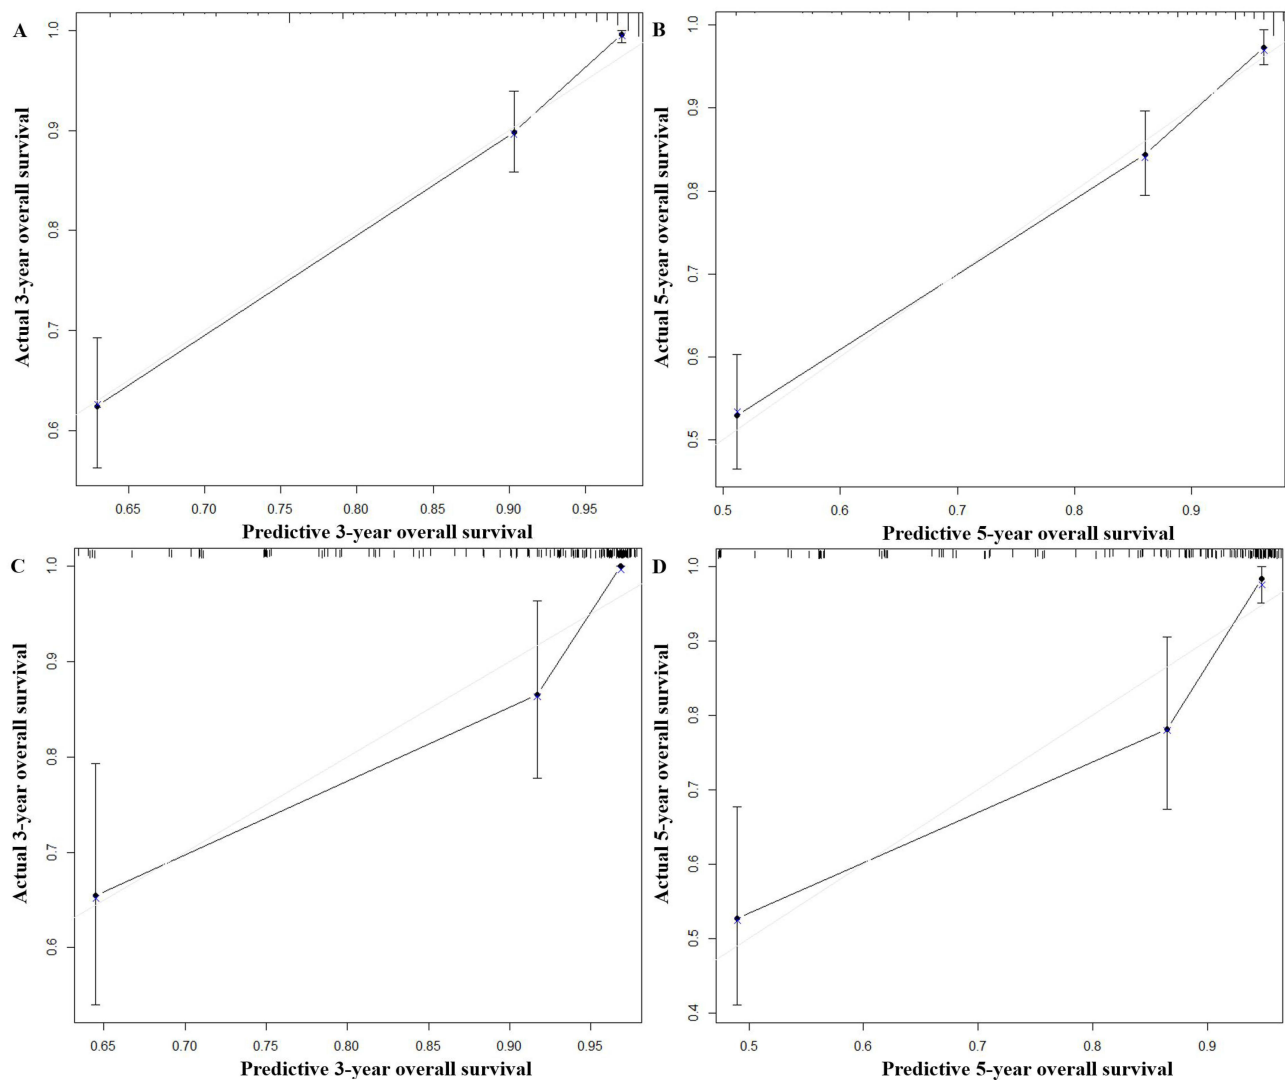 A
Actual 3-year overall survival
1.0
0.9
0.8
0.7
0.6
0.65 0.70 0.75 0.80 0.85 0.90 0.95
Predictive 3-year overall survival
B
Actual 5-year overall survival
1.0
0.9
0.8
0.7
0.6
0.5
0.5 0.6 0.7 0.8 0.9
Predictive 5-year overall survival
C
Actual 3-year overall survival
1.0
0.9
0.8
0.7
0.6
0.65 0.70 0.75 0.80 0.85 0.90 0.95
Predictive 3-year overall survival
D
Actual 5-year overall survival
1.0
0.9
0.8
0.7
0.6
0.5
0.4
0.5 0.6 0.7 0.8 0.9
Predictive 5-year overall survival